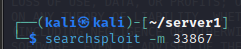 ┌──(kali㉿kali)-[~/server1]
└─$ searchsploit -m 33867